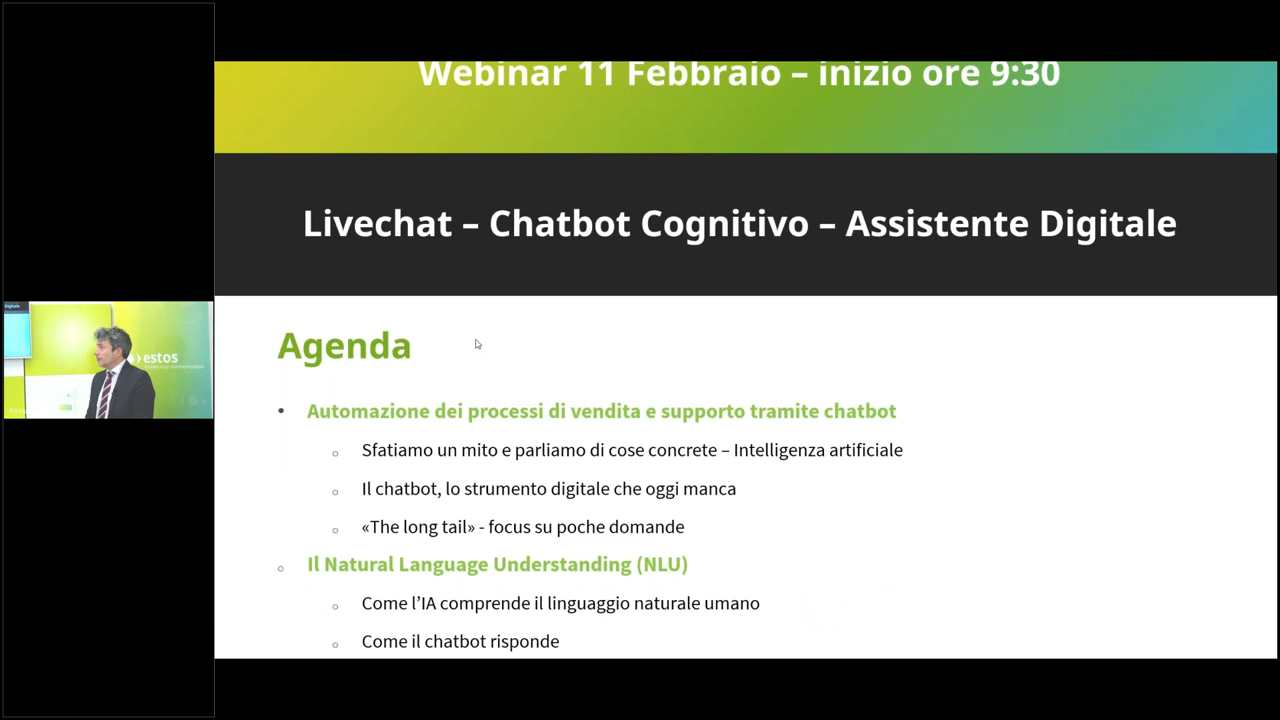 Webinar 11 Febbraio – inizio ore 9:30
Livechat – Chatbot Cognitivo – Assistente Digitale
Agenda
• Automazione dei processi di vendita e supporto tramite chatbot
○ Sfatiamo un mito e parliamo di cose concrete – Intelligenza artificiale
○ Il chatbot, lo strumento digitale che oggi manca
○ «The long tail» - focus su poche domande
○ Il Natural Language Understanding (NLU)
○ Come l’IA comprende il linguaggio naturale umano
○ Come il chatbot risponde
estos